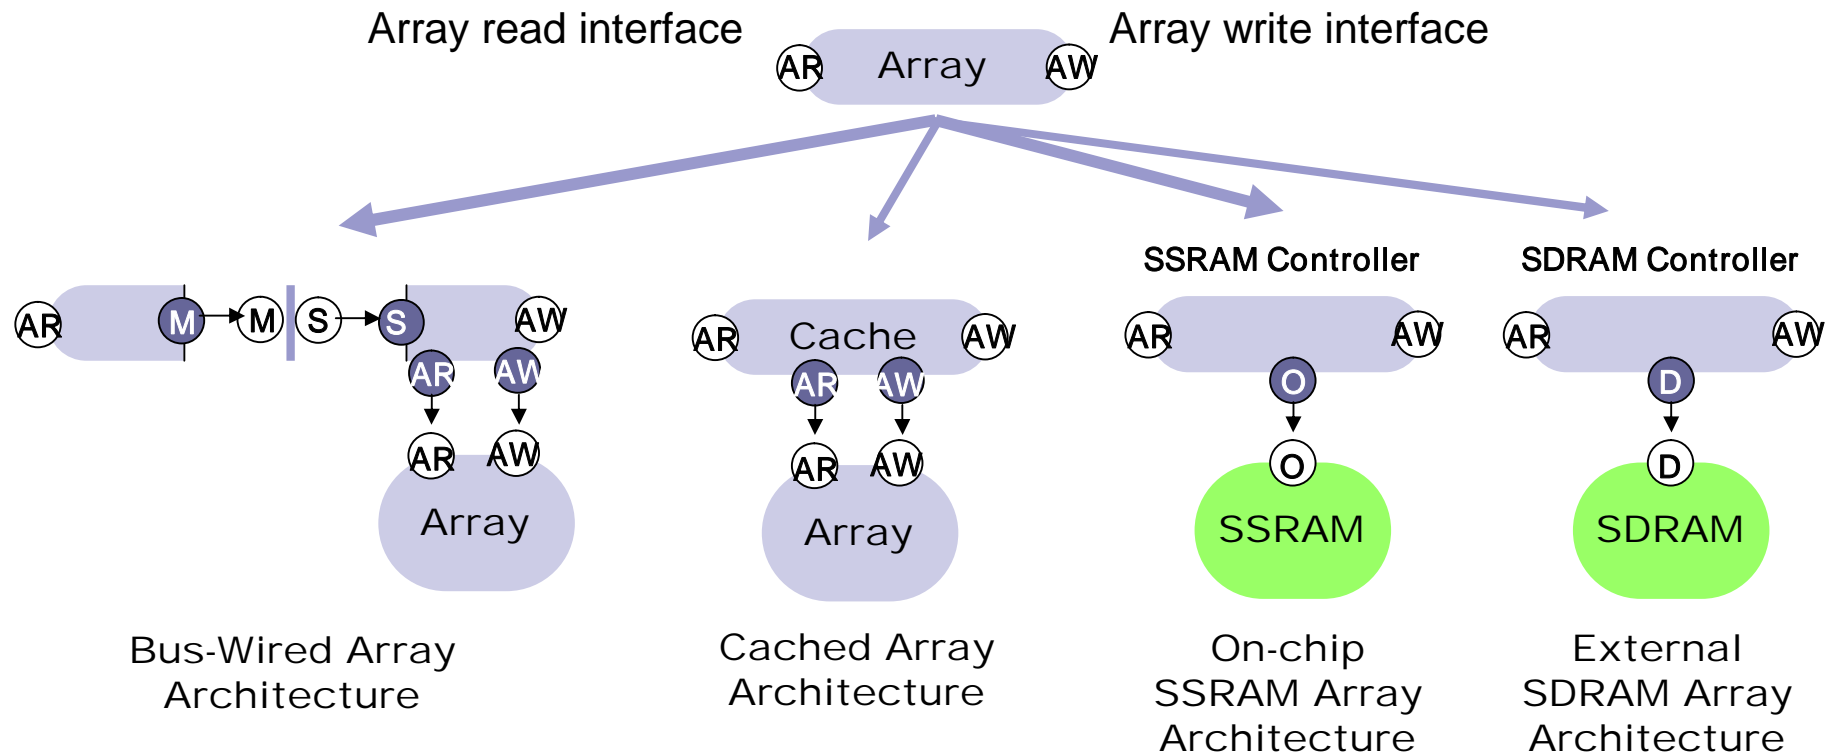 Array read interface
Array write interface
AR
Array
AW
SSRAM Controller
SDRAM Controller
AR
M
M
S
S
AW
AR
AW
AR
AW
Array
AR
Cache
AW
AR
AW
AR
AW
Array
AR
AW
O
O
SSRAM
AR
AW
D
D
SDRAM
Bus-Wired Array
Architecture
Cached Array
Architecture
On-chip
SSRAM Array
Architecture
External
SDRAM Array
Architecture